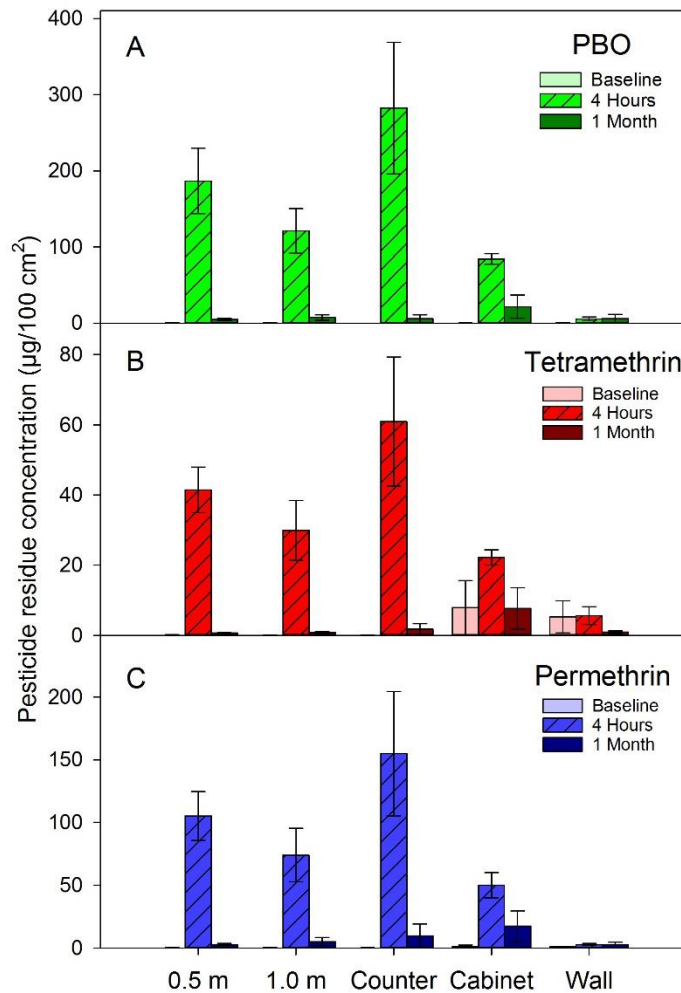 Pesticide residue concentration (µg/100 cm²)
A
PBO
Baseline
4 Hours
1 Month
400
300
200
100
0
B
Tetramethrin
Baseline
4 Hours
1 Month
80
60
40
20
0
C
Permethrin
Baseline
4 Hours
1 Month
200
150
100
50
0
0.5 m 1.0 m Counter Cabinet Wall